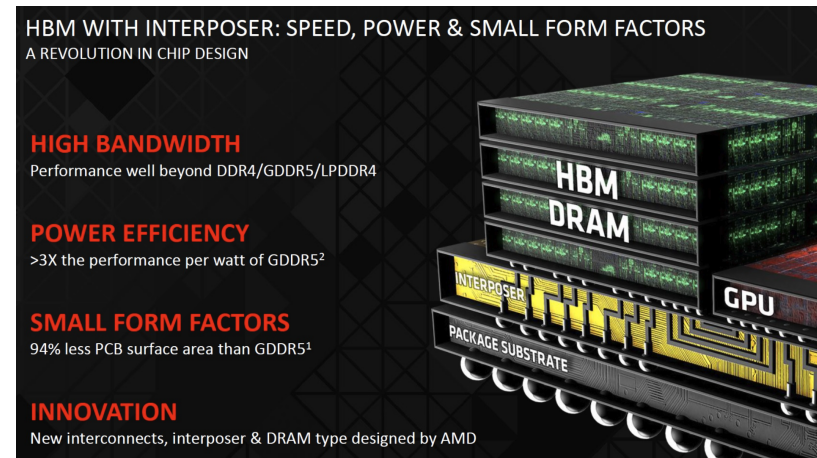 HBM WITH INTERPOSER: SPEED, POWER & SMALL FORM FACTORS
A REVOLUTION IN CHIP DESIGN
HIGH BANDWIDTH
Performance well beyond DDR4/GDDR5/LPDDR4
POWER EFFICIENCY
>3X the performance per watt of GDDR5²
SMALL FORM FACTORS
94% less PCB surface area than GDDR5¹
INNOVATION
New interconnects, interposer & DRAM type designed by AMD
HBM
DRAM
INTERPOSER
GPU
PACKAGE SUBSTRATE